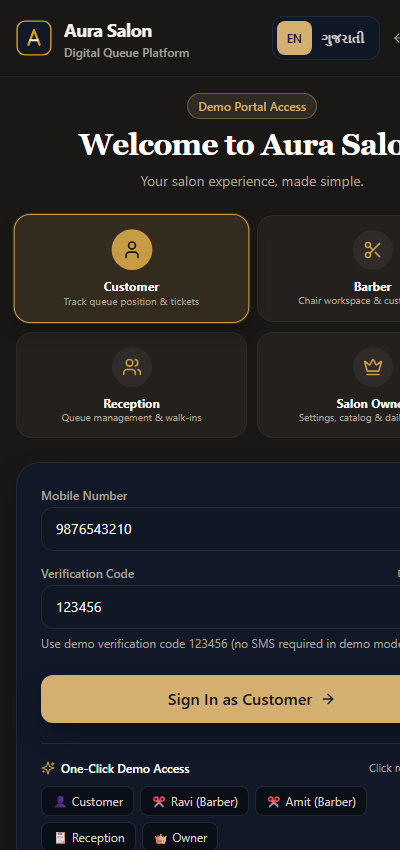 A
Aura Salon
Digital Queue Platform
EN ગુજરાતી
Demo Portal Access
Welcome to Aura Salo
Your salon experience, made simple.
Customer
Track queue position & tickets
Barber
Chair workspace & cust
Reception
Queue management & walk-ins
Salon Owne
Settings, catalog & dail
Mobile Number
9876543210
Verification Code
123456
Use demo verification code 123456 (no SMS required in demo mode
Sign In as Customer →
One-Click Demo Access
Click r
Customer Ravi (Barber) Amit (Barber)
Reception Owner